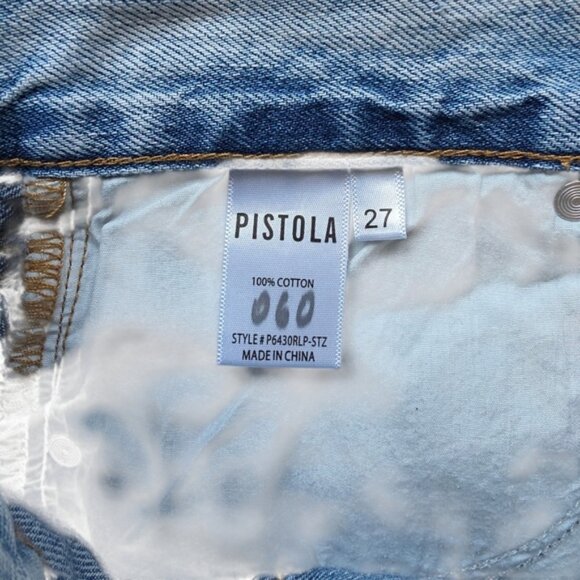 PISTOLA
27
100% COTTON
060
STYLE # P6430RLP-STZ
MADE IN CHINA